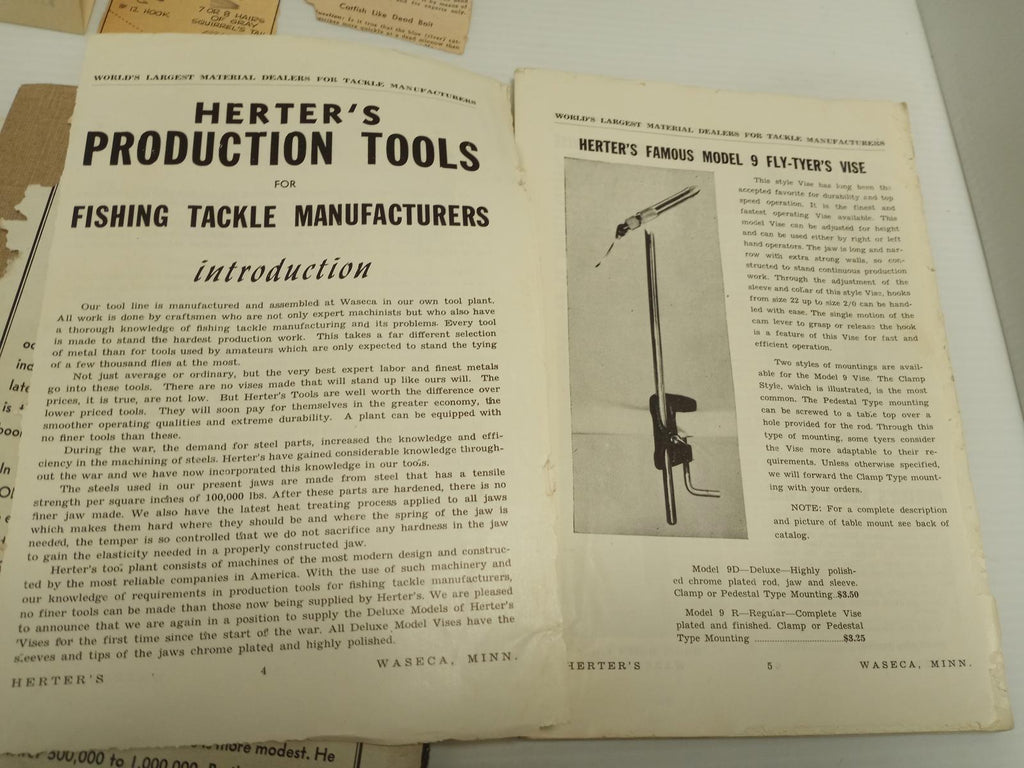 # 12 HOOK
7 OR 8 HAIRS
OF GRAY
SQUIRREL'S TAIL
Catfish Like Dead Bait
WORLD'S LARGEST MATERIAL DEALERS FOR TACKLE MANUFACTURERS
HERTER'S
PRODUCTION TOOLS
FOR
FISHING TACKLE MANUFACTURERS
introduction
Our tool line is manufactured and assembled at Waseca in our own tool plant.
All work is done by craftsmen who are not only expert machinists but who also have
a thorough knowledge of fishing tackle manufacturing and its problems. Every tool
is made to stand the hardest production work. This takes a far different selection
of metal than for tools used by amateurs which are only expected to stand the tying
of a few thousand flies at the most.
Not just average or ordinary, but the very best expert labor and finest metals
go into these tools. There are no vises made that will stand up like ours will. The
prices, it is true, are not low. But Herter's Tools are well worth the difference over
lower priced tools. They will soon pay for themselves in the greater economy, the
smoother operating qualities and extreme durability. A plant can be equipped with
no finer tools than these.
During the war, the demand for steel parts, increased the knowledge and effi-
ciency in the machining of steels. Herter's have gained considerable knowledge through-
out the war and we have now incorporated this knowledge in our tools.
The steels used in our present jaws are made from steel that has a tensile
strength per square inches of 100,000 lbs. After these parts are hardened, there is no
finer jaw made. We also have the latest heat treating process applied to all jaws
which makes them hard where they should be and where the spring of the jaw is
needed, the temper is so controlled that we do not sacrifice any hardness in the jaw
to gain the elasticity needed in a properly constructed jaw.
Herter's tool plant consists of machines of the most modern design and construc-
ted by the most reliable companies in America. With the use of such machinery and
our knowledge of requirements in production tools for fishing tackle manufacturers,
no finer tools can be made than those now being supplied by Herter's. We are pleased
to announce that we are again in a position to supply the Deluxe Models of Herter's
Vises for the first time since the start of the war. All Deluxe Model Vises have the
sleeves and tips of the jaws chrome plated and highly polished.
HERTER'S 4 WASECA, MINN.
WORLD'S LARGEST MATERIAL DEALERS FOR TACKLE MANUFACTURERS
HERTER'S FAMOUS MODEL 9 FLY-TYER'S VISE
This style Vise has long been the
accepted favorite for durability and top
speed operation. It is the finest and
fastest operating Vise available. This
model Vise can be adjusted for height
and can be used either by right or left
hand operators. The jaw is long and nar-
row with extra strong walls, so con-
structed to stand continuous production
work. Through the adjustment of the
sleeve and collar of this style Vise, hooks
from size 22 up to size 2/0 can be hand-
led with ease. The single motion of the
cam lever to grasp or release the hook
is a feature of this Vise for fast and
efficient operation.
Two styles of mountings are avail-
able for the Model 9 Vise. The Clamp
Style, which is illustrated, is the most
common. The Pedestal Type mounting
can be screwed to a table top over a
hole provided for the rod. Through this
type of mounting, some tyers consider
the Vise more adaptable to their re-
quirements. Unless otherwise specified,
we will forward the Clamp Type mount-
ing with your orders.
NOTE: For a complete description
and picture of table mount see back of
catalog.
Model 9D—Deluxe—Highly polish-
ed chrome plated rod, jaw and sleeve.
Clamp or Pedestal Type Mounting..$3.50
Model 9 R—Regular—Complete Vise
plated and finished. Clamp or Pedestal
Type Mounting ........................$3.25
HERTER'S 5 WASECA, MINN.
more modest. He
500,000 to 1,000,000.